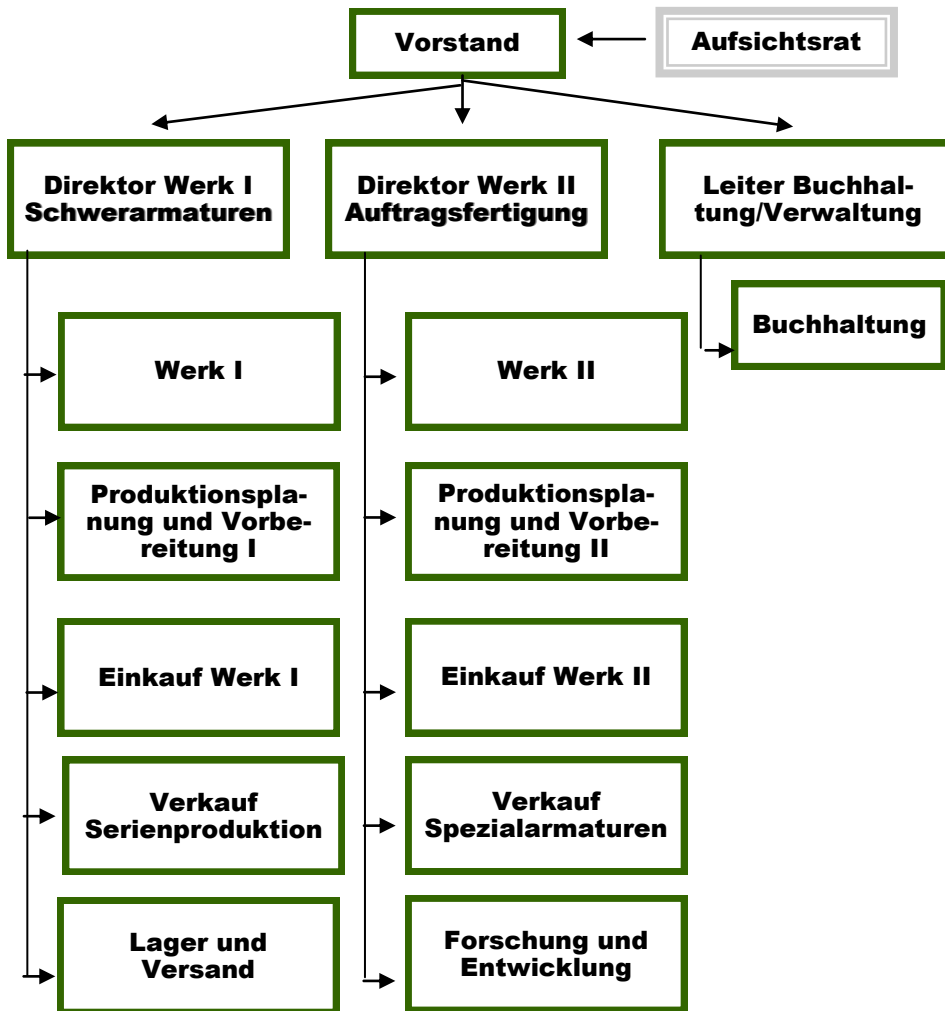 Vorstand
Aufsichtsrat
Direktor Werk I
Schwerarmaturen
Direktor Werk II
Auftragsfertigung
Leiter Buchhal-
tung/Verwaltung
Buchhaltung
Werk I
Werk II
Produktionspla-
nung und Vorbe-
reitung I
Produktionspla-
nung und Vorbe-
reitung II
Einkauf Werk I
Einkauf Werk II
Verkauf
Serienproduktion
Verkauf
Spezialarmaturen
Lager und
Versand
Forschung und
Entwicklung